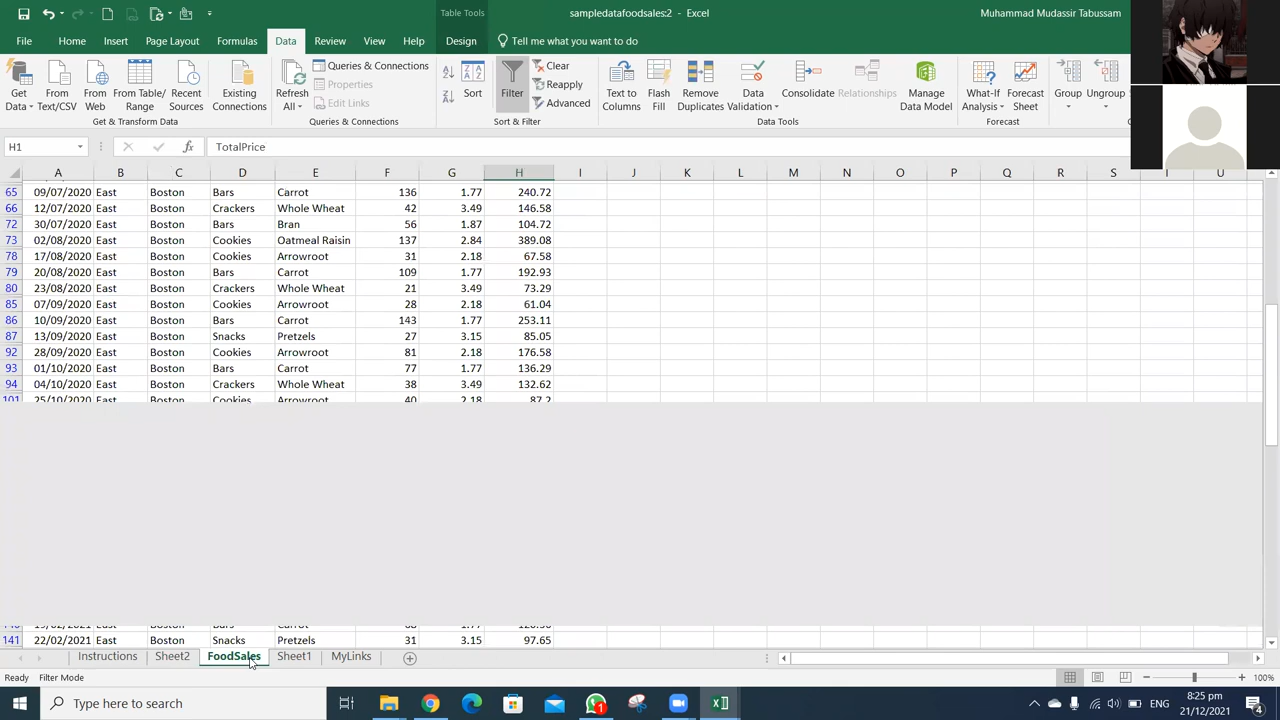 Table Tools
sampledatafoodsales:2 - Excel
Muhammad Mudassir Tabussam
File Home Insert Page Layout Formulas Data Review View Help Design Tell me what you want to do
Get Data
From Text/CSV
From Web
From Table/ Range
Recent Sources
Existing Connections
Get & Transform Data
Refresh All
Queries & Connections
Properties
Edit Links
Queries & Connections
Sort
Filter
Clear
Reapply
Advanced
Sort & Filter
Text to Columns
Flash Fill
Remove Duplicates
Data Validation
Consolidate
Relationships
Manage Data Model
Data Tools
What-If Analysis
Forecast Sheet
Forecast
Group
Ungroup
H1 fx TotalPrice
A B C D E F G H I J K L M N O P Q R S T U
65 09/07/2020 East Boston Bars Carrot 136 1.77 240.72
66 12/07/2020 East Boston Crackers Whole Wheat 42 3.49 146.58
72 30/07/2020 East Boston Bars Bran 56 1.87 104.72
73 02/08/2020 East Boston Cookies Oatmeal Raisin 137 2.84 389.08
78 17/08/2020 East Boston Cookies Arrowroot 31 2.18 67.58
79 20/08/2020 East Boston Bars Carrot 109 1.77 192.93
80 23/08/2020 East Boston Crackers Whole Wheat 21 3.49 73.29
85 07/09/2020 East Boston Cookies Arrowroot 28 2.18 61.04
86 10/09/2020 East Boston Bars Carrot 143 1.77 253.11
87 13/09/2020 East Boston Snacks Pretzels 27 3.15 85.05
92 28/09/2020 East Boston Cookies Arrowroot 81 2.18 176.58
93 01/10/2020 East Boston Bars Carrot 77 1.77 136.29
94 04/10/2020 East Boston Crackers Whole Wheat 38 3.49 132.62
101 25/10/2020 East Boston Cookies Arrowroot 40 2.18 87.2
141 22/02/2021 East Boston Snacks Pretzels 31 3.15 97.65
Instructions Sheet2 FoodSales Sheet1 MyLinks
Ready Filter Mode 100%
Type here to search
1
ENG
8:25 pm
21/12/2021
4